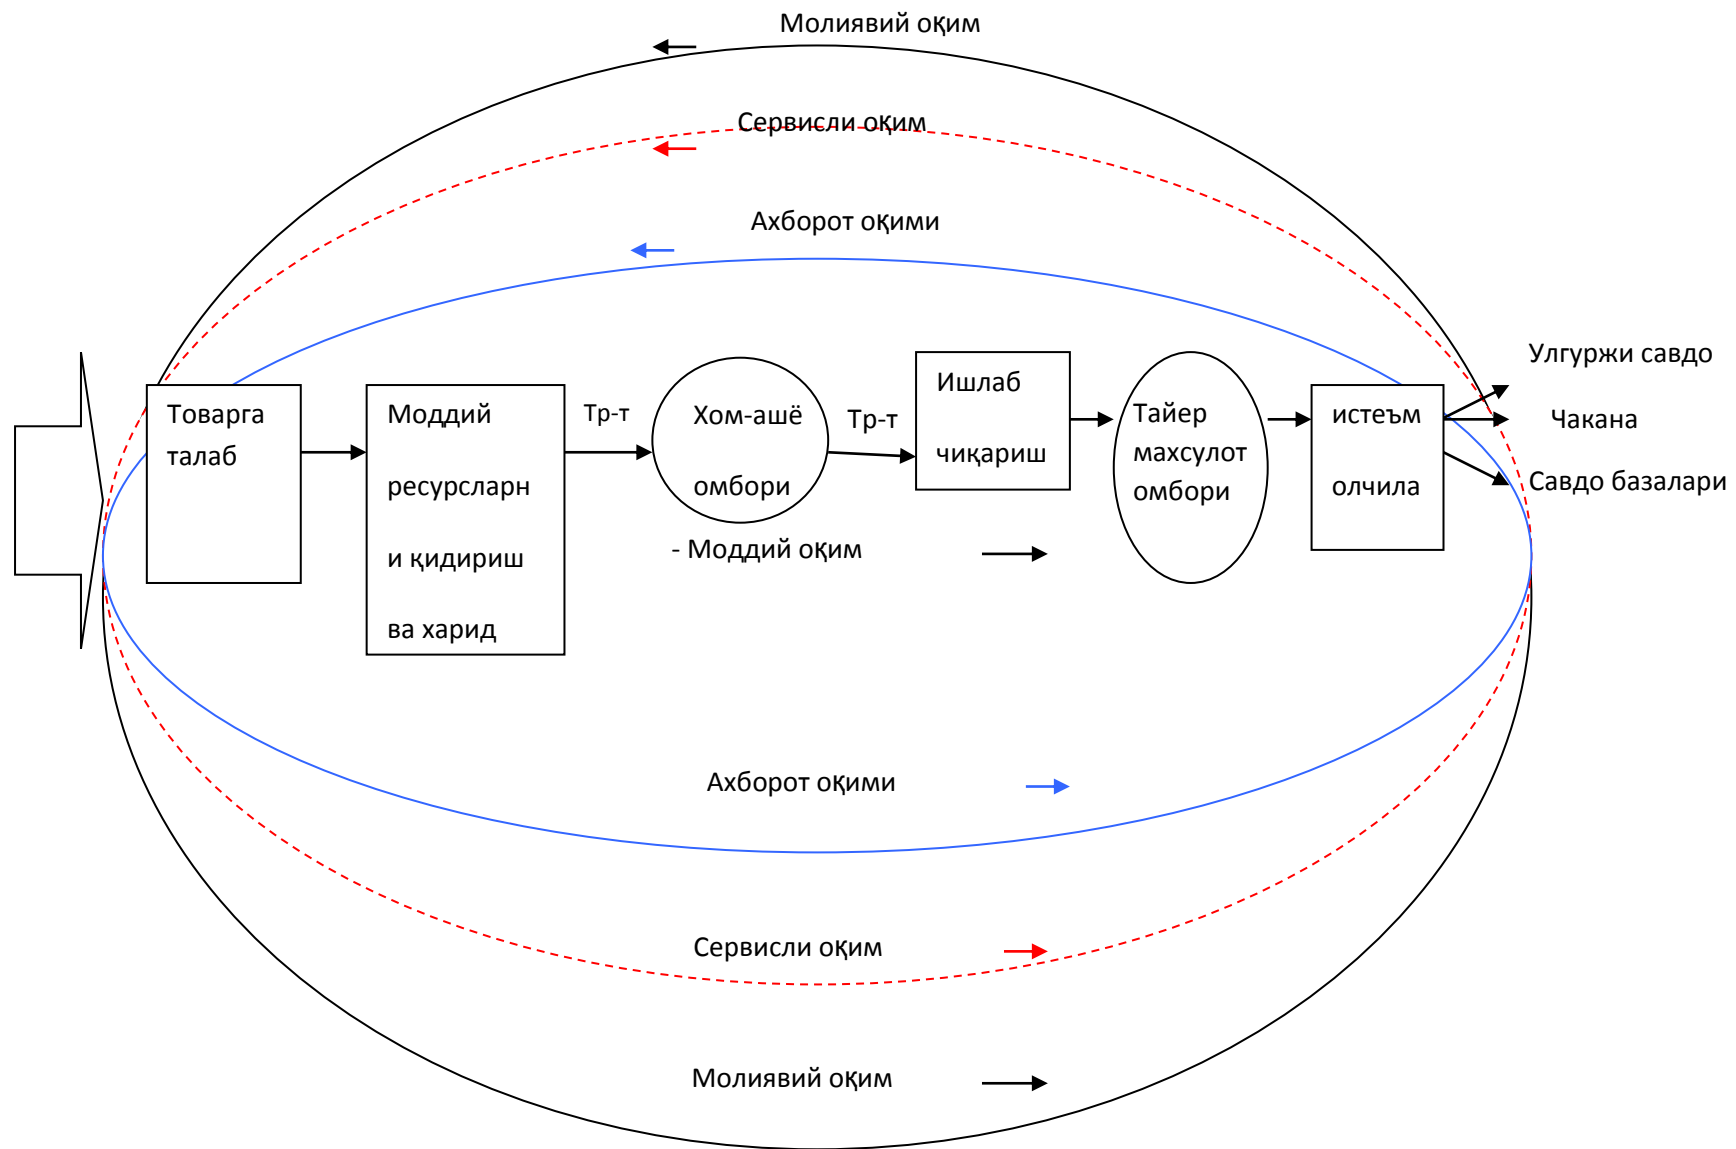 Молиявий оқим
Сервисли оқим
Ахборот оқими
Товарга
талаб
Моддий
ресурсларн
и қидириш
ва харид
Тр-т
Хом-ашё
омбори
Тр-т
Ишлаб
чиқариш
Тайер
махсулот
омбори
истеъм
олчила
Улгуржи савдо
Чакана
Савдо базалари
- Моддий оқим
Ахборот оқими
Сервисли оқим
Молиявий оқим